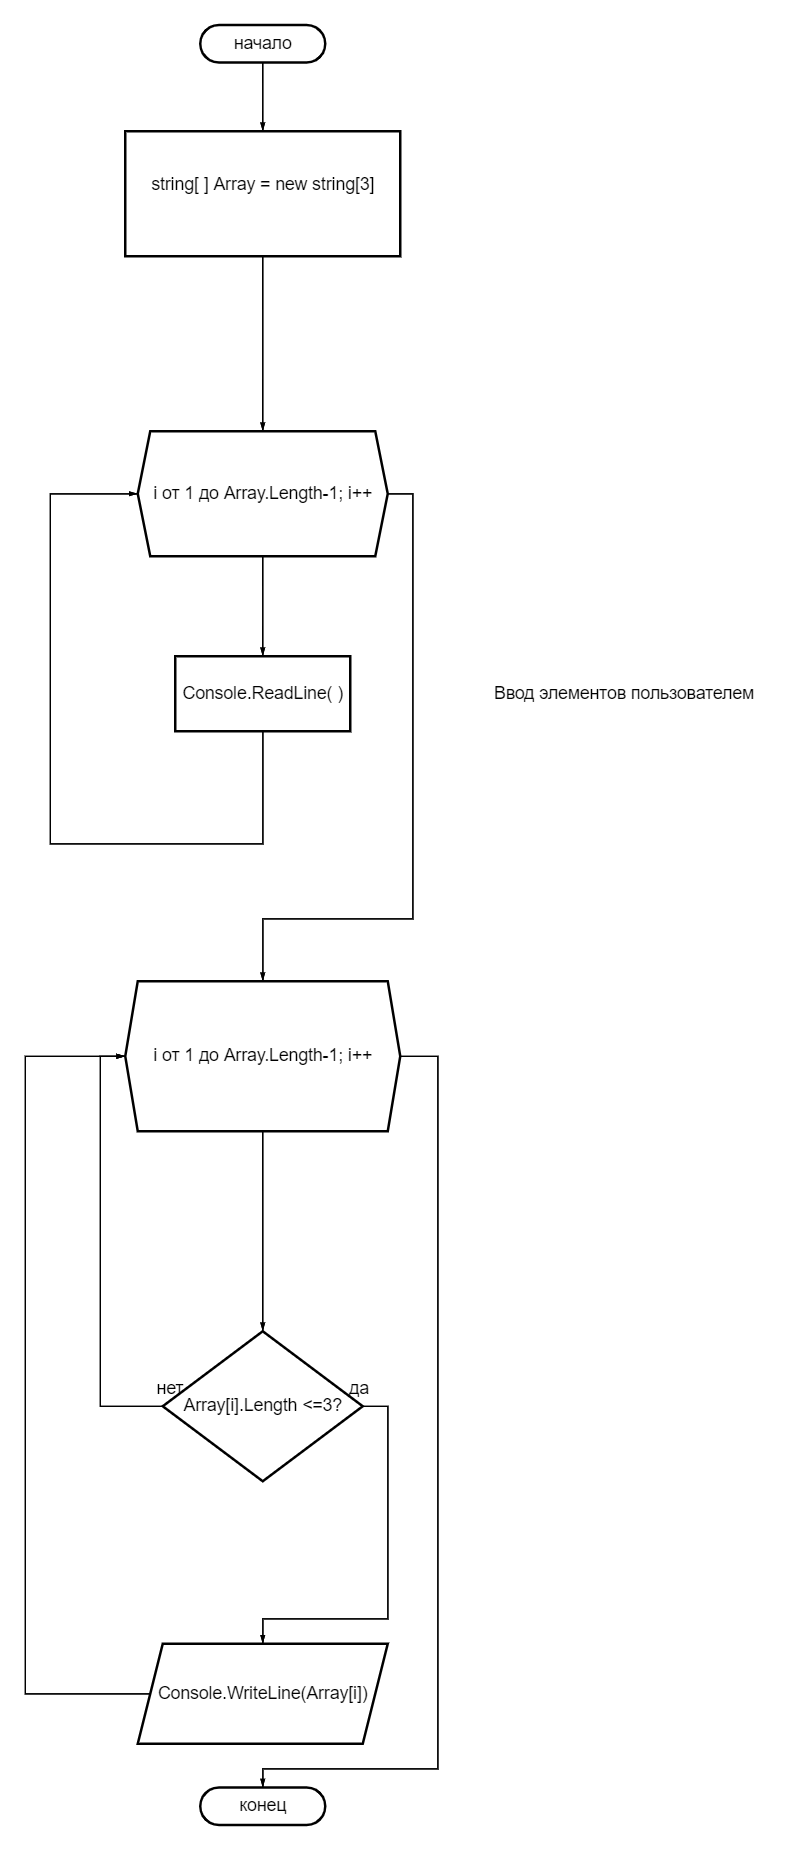 начало
string[ ] Array = new string[3]
i от 1 до Array.Length-1; i++
Console.ReadLine( )
Ввод элементов пользователем
i от 1 до Array.Length-1; i++
нет
да
Array[i].Length <=3?
Console.WriteLine(Array[i])
конец